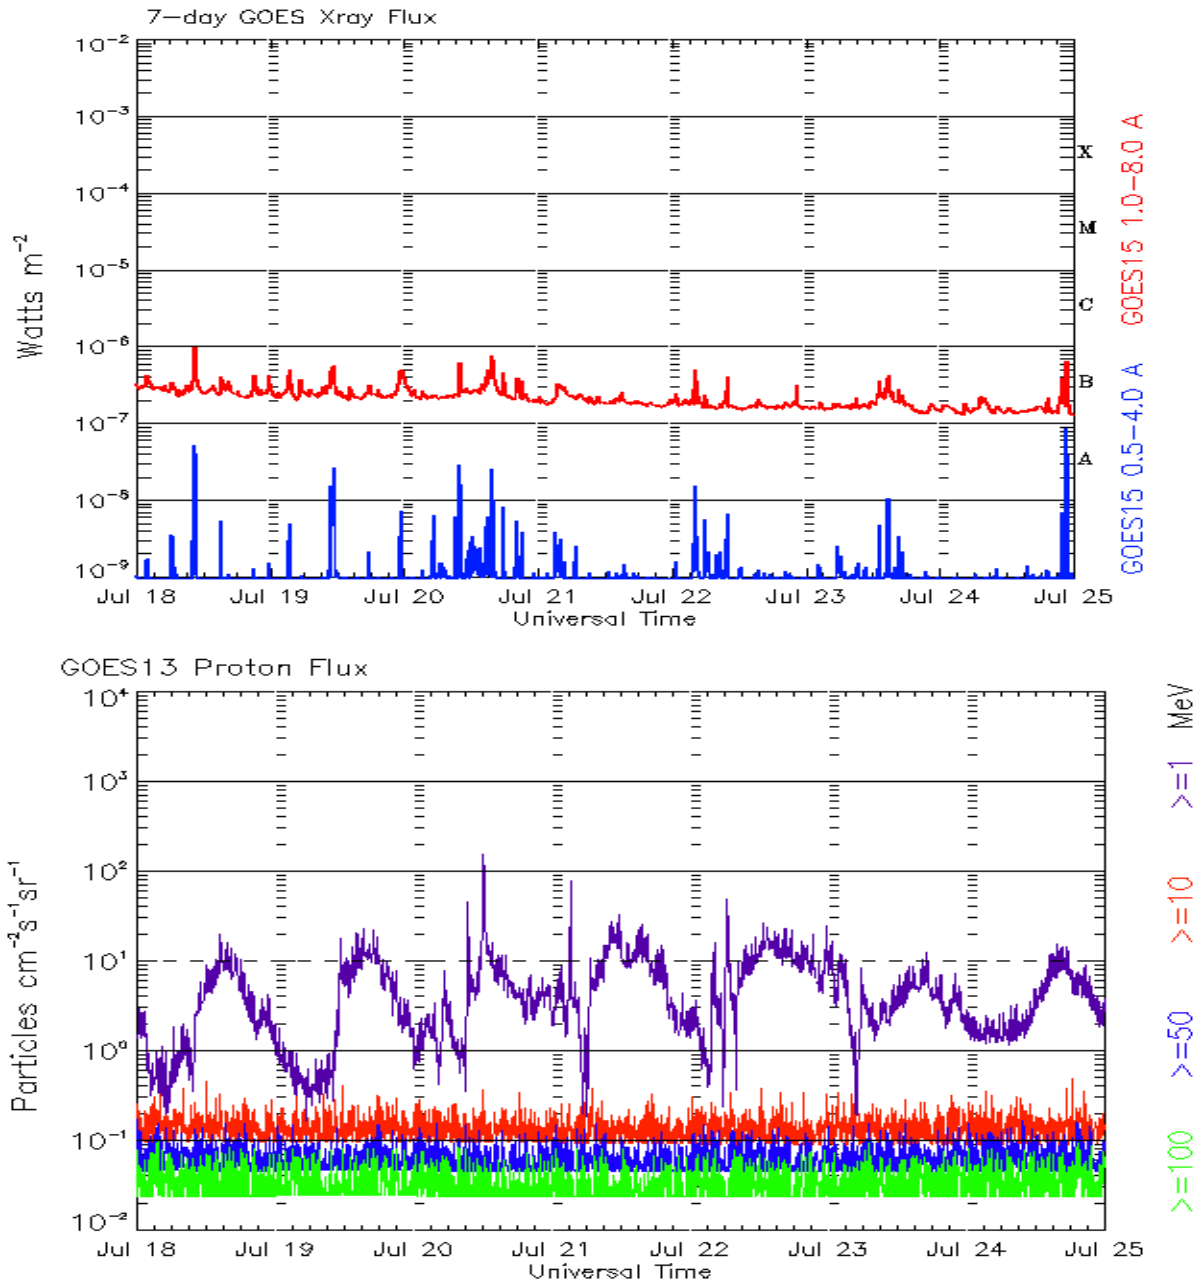 7-day GOES Xray Flux
10⁻²
10⁻³
10⁻⁴
10⁻⁵
10⁻⁶
10⁻⁷
10⁻⁸
10⁻⁹
Watts m⁻²
X
M
C
B
A
GOES15 1.0-8.0 A
GOES15 0.5-4.0 A
Jul 18 Jul 19 Jul 20 Jul 21 Jul 22 Jul 23 Jul 24 Jul 25
Universal Time
GOES13 Proton Flux
10⁴
10³
10²
10¹
10⁰
10⁻¹
10⁻²
Particles cm⁻²s⁻¹sr⁻¹
MeV
>=1
>=10
>=50
>=100
Jul 18 Jul 19 Jul 20 Jul 21 Jul 22 Jul 23 Jul 24 Jul 25
Universal Time